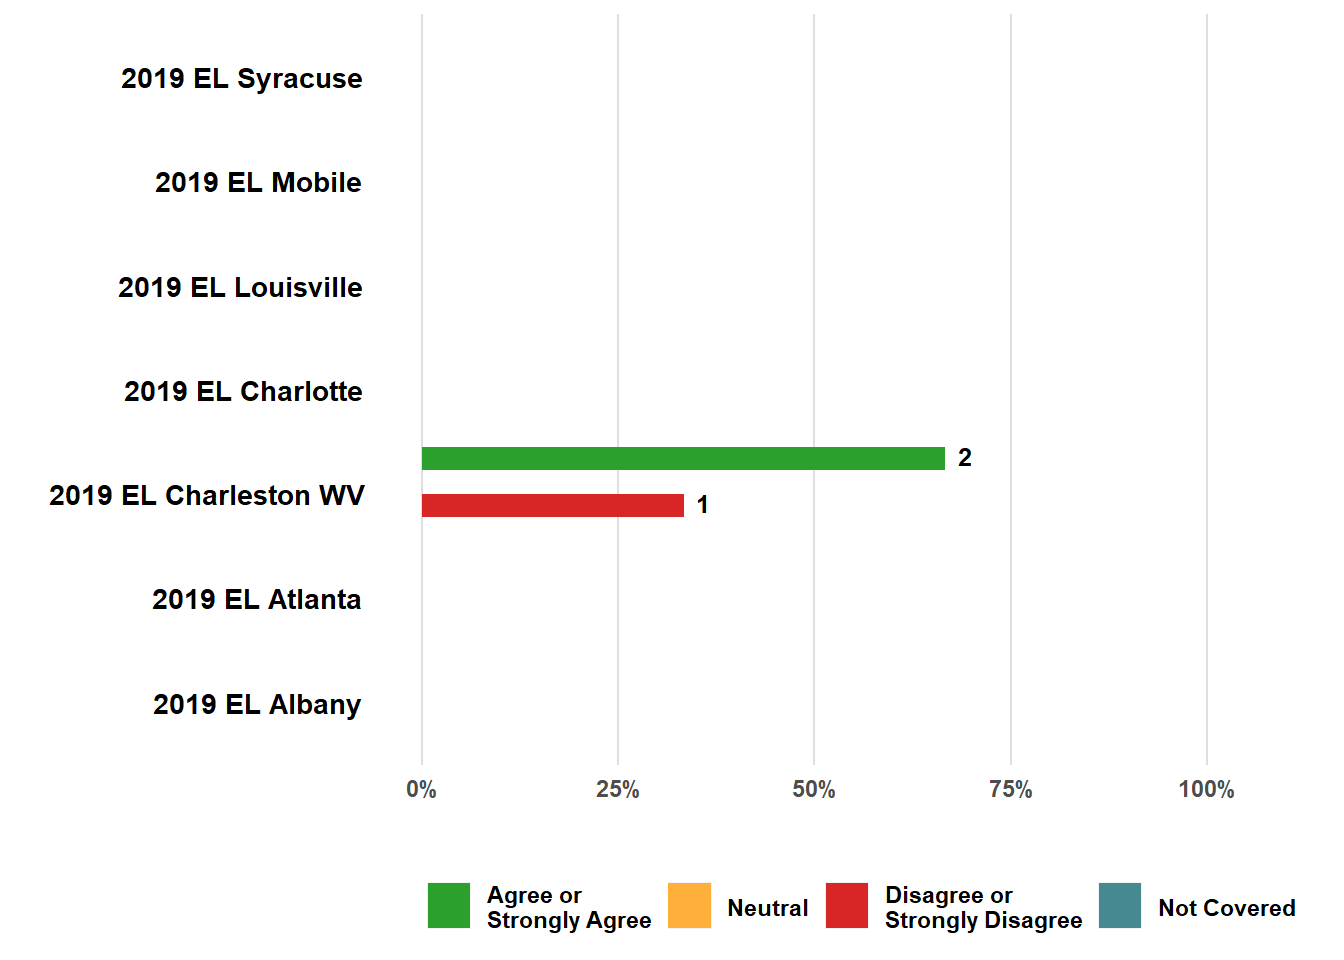 2019 EL Syracuse
2019 EL Mobile
2019 EL Louisville
2019 EL Charlotte
2
2019 EL Charleston WV
1
2019 EL Atlanta
2019 EL Albany
0% 25% 50% 75% 100%
Agree or
Strongly Agree
Neutral
Disagree or
Strongly Disagree
Not Covered